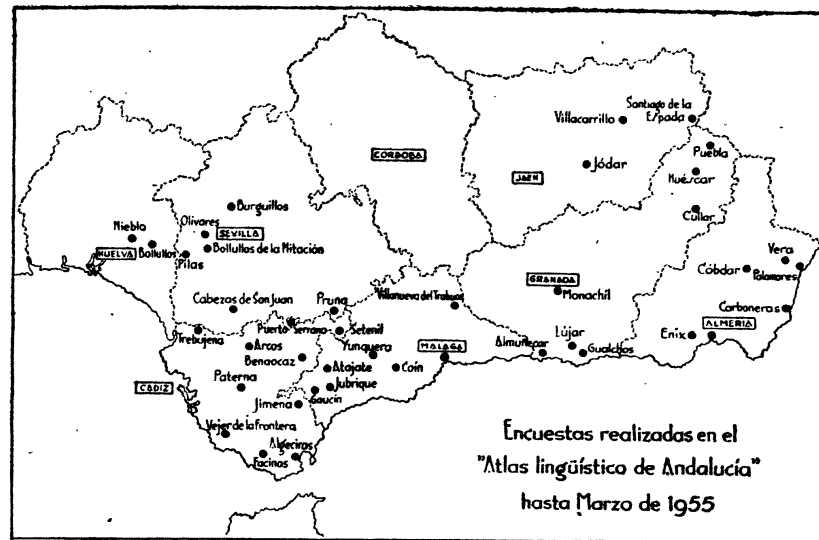 Santiago de la
Espada
Villacarrillo
Puebla
CORDOBA
Jódar
JAEN
Huéscar
Cúllar
Burguillos
Olivares
SEVILLA
Niebla
Bollullos
Bollullos de la Mitación
HUELVA
Pilas
Vera
Cóbdar
Palomares
GRANADA
Monachil
Villanueva del Trabuco
Cabezas de San Juan
Pruna
Carboneras
Puerto Serrano
Setenil
Trebujena
Lújar
Enix
ALMERIA
Arcos
Yunquera
MALAGA
Almuñecar
Gualchos
Benaocaz
Atajate
Coín
CADIZ
Paterna
Jubrique
Gaucín
Jimena
Vejer de la Frontera
Algeciras
Facinas
Encuestas realizadas en el
"Atlas lingüístico de Andalucía"
hasta Marzo de 1955